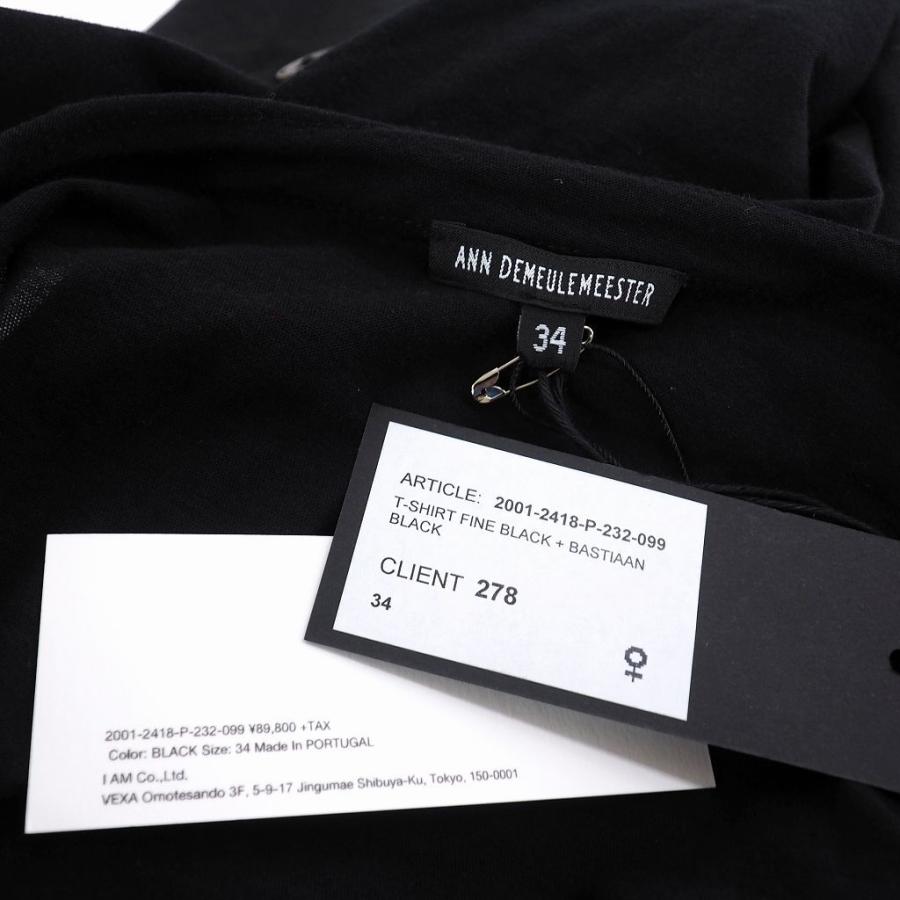 ANN DEMEULEMEESTER
34
ARTICLE: 2001-2418-P-232-099
T-SHIRT FINE BLACK + BASTIAAN
BLACK
CLIENT 278
34
2001-2418-P-232-099 ¥89,800 +TAX
Color: BLACK Size: 34 Made In PORTUGAL
I AM Co.,Ltd.
VEXA Omotesando 3F, 5-9-17 Jingumae Shibuya-Ku, Tokyo, 150-0001